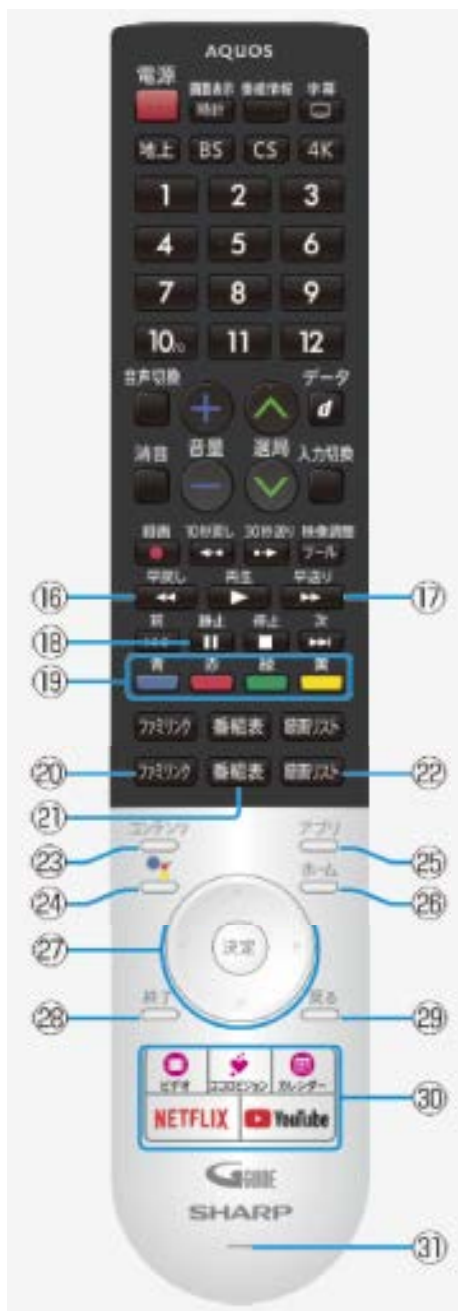 AQUOS
電源 画面表示 番組情報 字幕
時計
地上 BS CS 4K
1 2 3
4 5 6
7 8 9
10/0 11 12
音声切換 データ
d
消音 音量 選局 入力切換
録画 10秒戻し 30秒送り 映像調整
ツール
早戻し 再生 早送り
⑯ ⑰
前 静止 停止 次
⑱
青 赤 緑 黄
⑲
ファミリンク 番組表 録画リスト
⑳ ファミリンク 番組表 録画リスト ㉒
㉑
㉓ コンテンツ アプリ ㉕
㉔ ホーム ㉖
㉗ 決定
㉘ 終了 戻る ㉙
ビデオ ココロビジョン カレンダー
㉚
NETFLIX YouTube
G GUIDE
SHARP
㉛